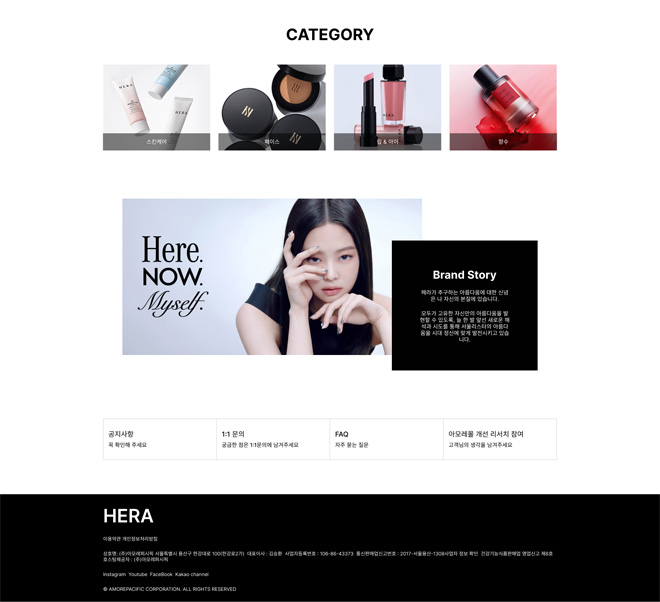 CATEGORY
HERA
HERA
스킨케어
페이스
립 & 아이
향수
Here.
NOW.
Myself.
Brand Story
헤라가 추구하는 아름다움에 대한 신념
은 나 자신의 본질에 있습니다.
모두가 고유한 자신만의 아름다움을 발
현할 수 있도록, 늘 한 발 앞선 새로운 해
석과 시도를 통해 서울리스타의 아름다
움을 시대 정신에 맞게 발전시키고 있습
니다.
공지사항
꼭 확인해 주세요
1:1 문의
궁금한 점은 1:1문의에 남겨주세요
FAQ
자주 묻는 질문
아모레몰 개선 리서치 참여
고객님의 생각을 남겨주세요
HERA
이용약관 개인정보처리방침
상호명: (주)아모레퍼시픽 서울특별시 용산구 한강대로 100(한강로2가) 대표이사 : 김승환 사업자등록번호 : 106-86-43373 통신판매업신고번호 : 2017-서울용산-1308사업자 정보 확인 건강기능식품판매업 영업신고 제8호
호스팅제공자 : (주)아모레퍼시픽
Instagram Youtube FaceBook Kakao channel
© AMOREPACIFIC CORPORATION. ALL RIGHTS RESERVED